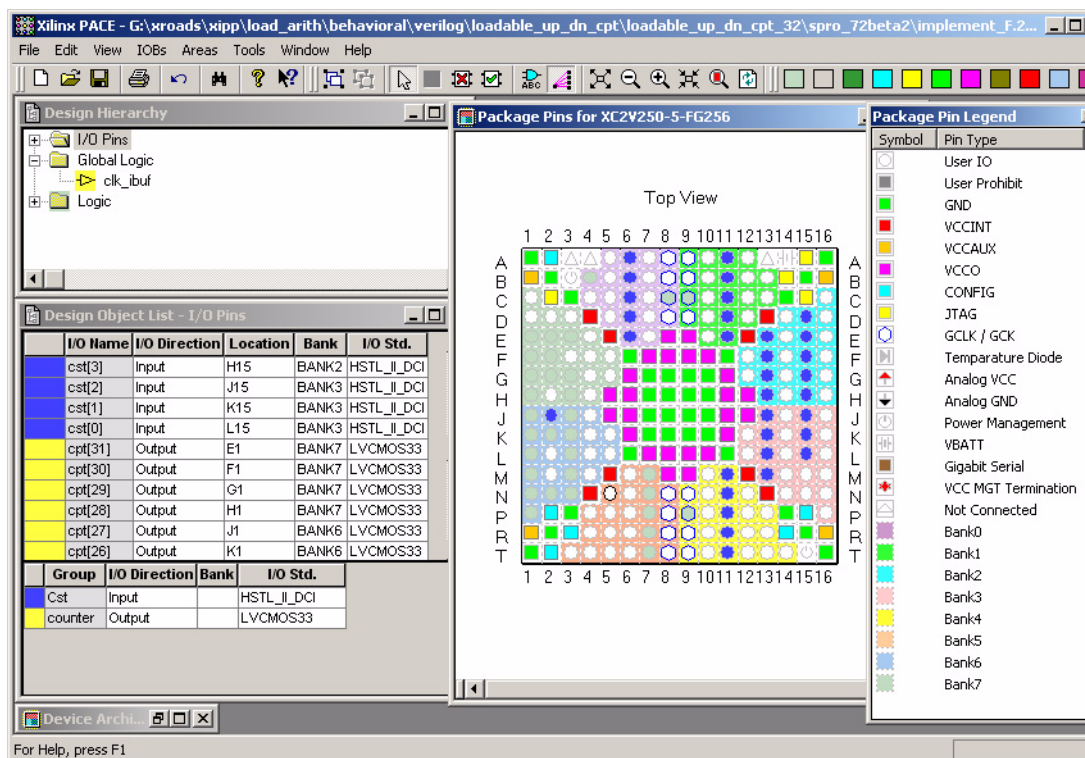 Xilinx PACE - G:\xroads\xipp\load_arith\behavioral\verilog\loadable_up_dn_cpt\loadable_up_dn_cpt_32\spro_72beta2\implement_F.2...
File Edit View IOBs Areas Tools Window Help
ABC
Design Hierarchy
I/O Pins
Global Logic
clk_ibuf
Logic
Design Object List - I/O Pins
I/O Name I/O Direction Location Bank I/O Std.
cst[3] Input H15 BANK2 HSTL_II_DCI
cst[2] Input J15 BANK3 HSTL_II_DCI
cst[1] Input K15 BANK3 HSTL_II_DCI
cst[0] Input L15 BANK3 HSTL_II_DCI
cpt[31] Output E1 BANK7 LVCMOS33
cpt[30] Output F1 BANK7 LVCMOS33
cpt[29] Output G1 BANK7 LVCMOS33
cpt[28] Output H1 BANK7 LVCMOS33
cpt[27] Output J1 BANK6 LVCMOS33
cpt[26] Output K1 BANK6 LVCMOS33
Group I/O Direction Bank I/O Std.
Cst Input HSTL_II_DCI
counter Output LVCMOS33
Device Archi...
Package Pins for XC2V250-5-FG256
Top View
1 2 3 4 5 6 7 8 9 10 11 12 13 14 15 16
A A
B B
C C
D D
E E
F F
G G
H H
J J
K K
L L
M M
N N
P P
R R
T T
1 2 3 4 5 6 7 8 9 10 11 12 13 14 15 16
Package Pin Legend
Symbol Pin Type
User IO
User Prohibit
GND
VCCINT
VCCAUX
VCCO
CONFIG
JTAG
GCLK / GCK
Temparature Diode
Analog VCC
Analog GND
Power Management
VBATT
Gigabit Serial
VCC MGT Termination
Not Connected
Bank0
Bank1
Bank2
Bank3
Bank4
Bank5
Bank6
Bank7
For Help, press F1